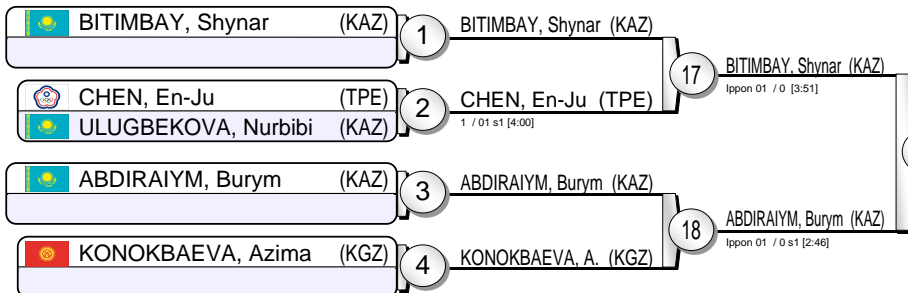 BITIMBAY, Shynar (KAZ)
1
BITIMBAY, Shynar (KAZ)
17
BITIMBAY, Shynar (KAZ)
Ippon 01 / 0 [3:51]
CHEN, En-Ju (TPE)
ULUGBEKOVA, Nurbibi (KAZ)
2
CHEN, En-Ju (TPE)
1 / 01 s1 [4:00]
ABDIRAIYM, Burym (KAZ)
3
ABDIRAIYM, Burym (KAZ)
18
ABDIRAIYM, Burym (KAZ)
Ippon 01 / 0 s1 [2:46]
KONOKBAEVA, Azima (KGZ)
4
KONOKBAEVA, A. (KGZ)